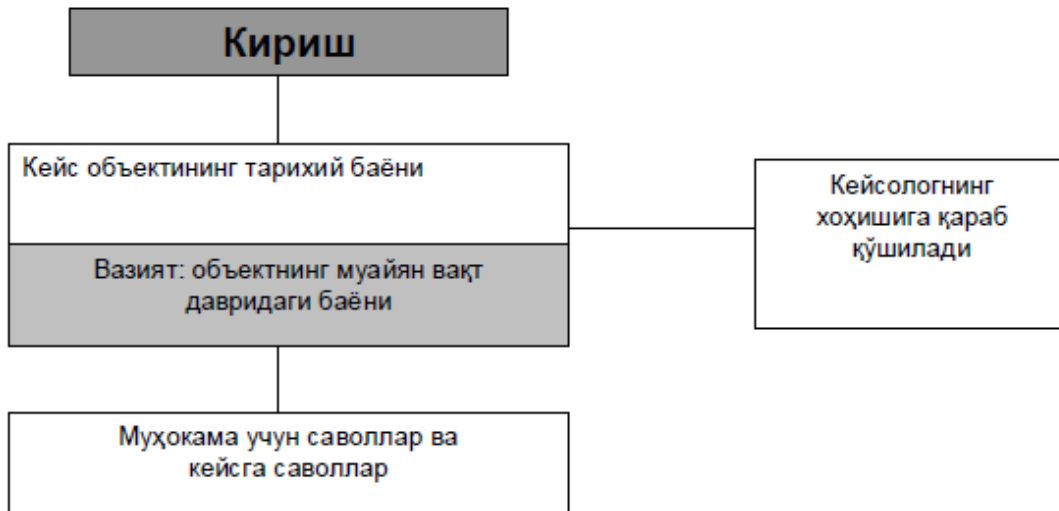 Кириш
Кейс объектининг тарихий баёни
Кейсологнинг
хоҳишига қараб
қўшилади
Вазият: объектнинг муайян вақт
давридаги баёни
Муҳокама учун саволлар ва
кейсга саволлар